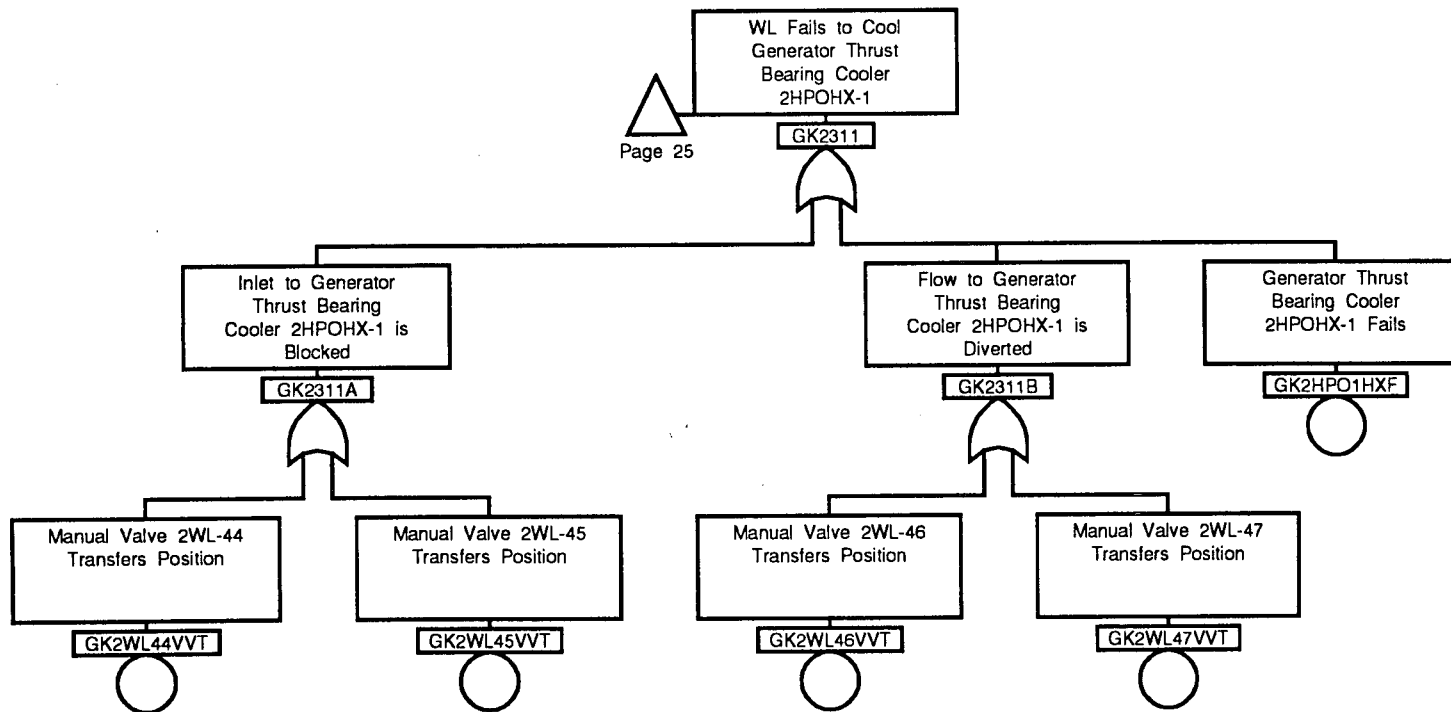 WL Fails to Cool
Generator Thrust
Bearing Cooler
2HPOHX-1
Page 25
GK2311
Inlet to Generator
Thrust Bearing
Cooler 2HPOHX-1 is
Blocked
GK2311A
Flow to Generator
Thrust Bearing
Cooler 2HPOHX-1 is
Diverted
GK2311B
Generator Thrust
Bearing Cooler
2HPOHX-1 Fails
GK2HPO1HXF
Manual Valve 2WL-44
Transfers Position
GK2WL44VVT
Manual Valve 2WL-45
Transfers Position
GK2WL45VVT
Manual Valve 2WL-46
Transfers Position
GK2WL46VVT
Manual Valve 2WL-47
Transfers Position
GK2WL47VVT